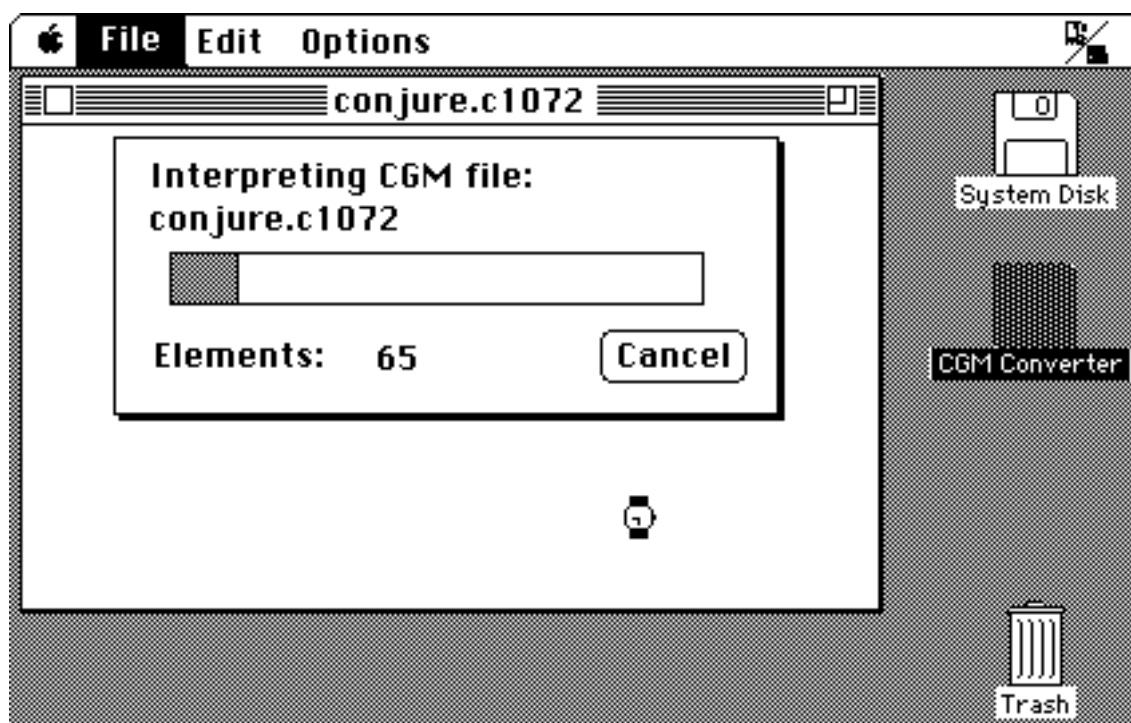 File Edit Options
conjure.c1072
Interpreting CGM file:
conjure.c1072
Elements: 65
Cancel
System Disk
CGM Converter
Trash